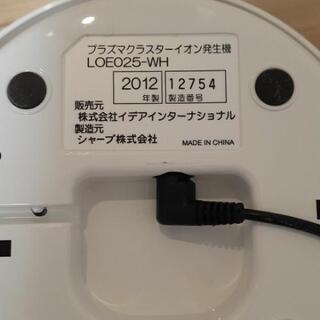 プラズマクラスターイオン発生機
LOE025-WH
2012 12754
年製 製造番号
販売元
株式会社イデアインターナショナル
製造元
シャープ株式会社
MADE IN CHINA